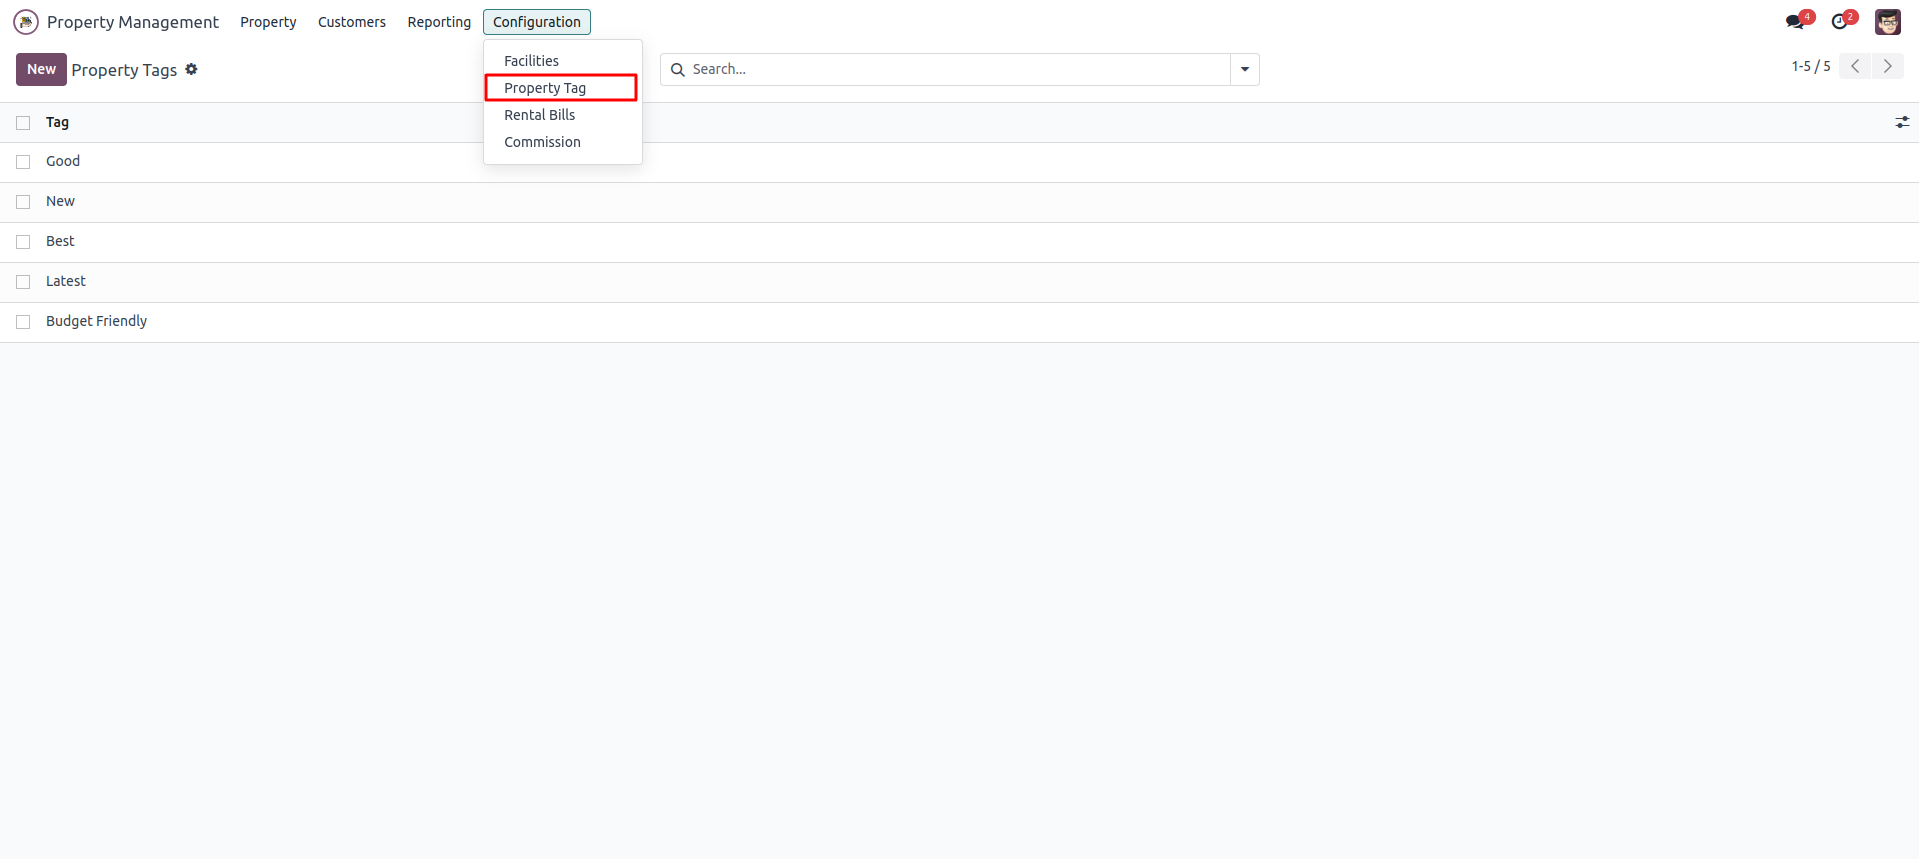 Property Management Property Customers Reporting Configuration 4 2
Facilities
Property Tag
Rental Bills
Commission
New Property Tags Search... 1-5 / 5
Tag
Good
New
Best
Latest
Budget Friendly